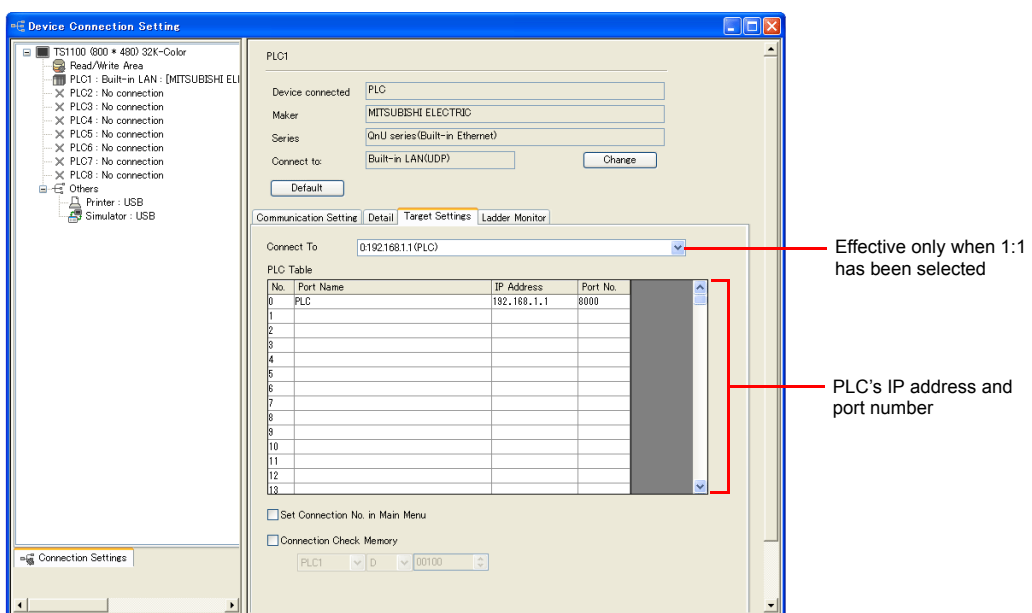 Device Connection Setting
TS1100 (800 * 480) 32K-Color
Read/Write Area
PLC1 : Built-in LAN : [MITSUBISHI ELI
PLC2 : No connection
PLC3 : No connection
PLC4 : No connection
PLC5 : No connection
PLC6 : No connection
PLC7 : No connection
PLC8 : No connection
Others
Printer : USB
Simulator : USB
Connection Settings
PLC1
Device connected PLC
Maker MITSUBISHI ELECTRIC
Series QnU series(Built-in Ethernet)
Connect to: Built-in LAN(UDP) Change
Default
Communication Setting Detail Target Settings Ladder Monitor
Connect To 0:192.168.1.1(PLC)
PLC Table
No. Port Name IP Address Port No.
0 PLC 192.168.1.1 8000
1
2
3
4
5
6
7
8
9
10
11
12
13
Set Connection No. in Main Menu
Connection Check Memory
PLC1 D 00100
Effective only when 1:1
has been selected
PLC's IP address and
port number